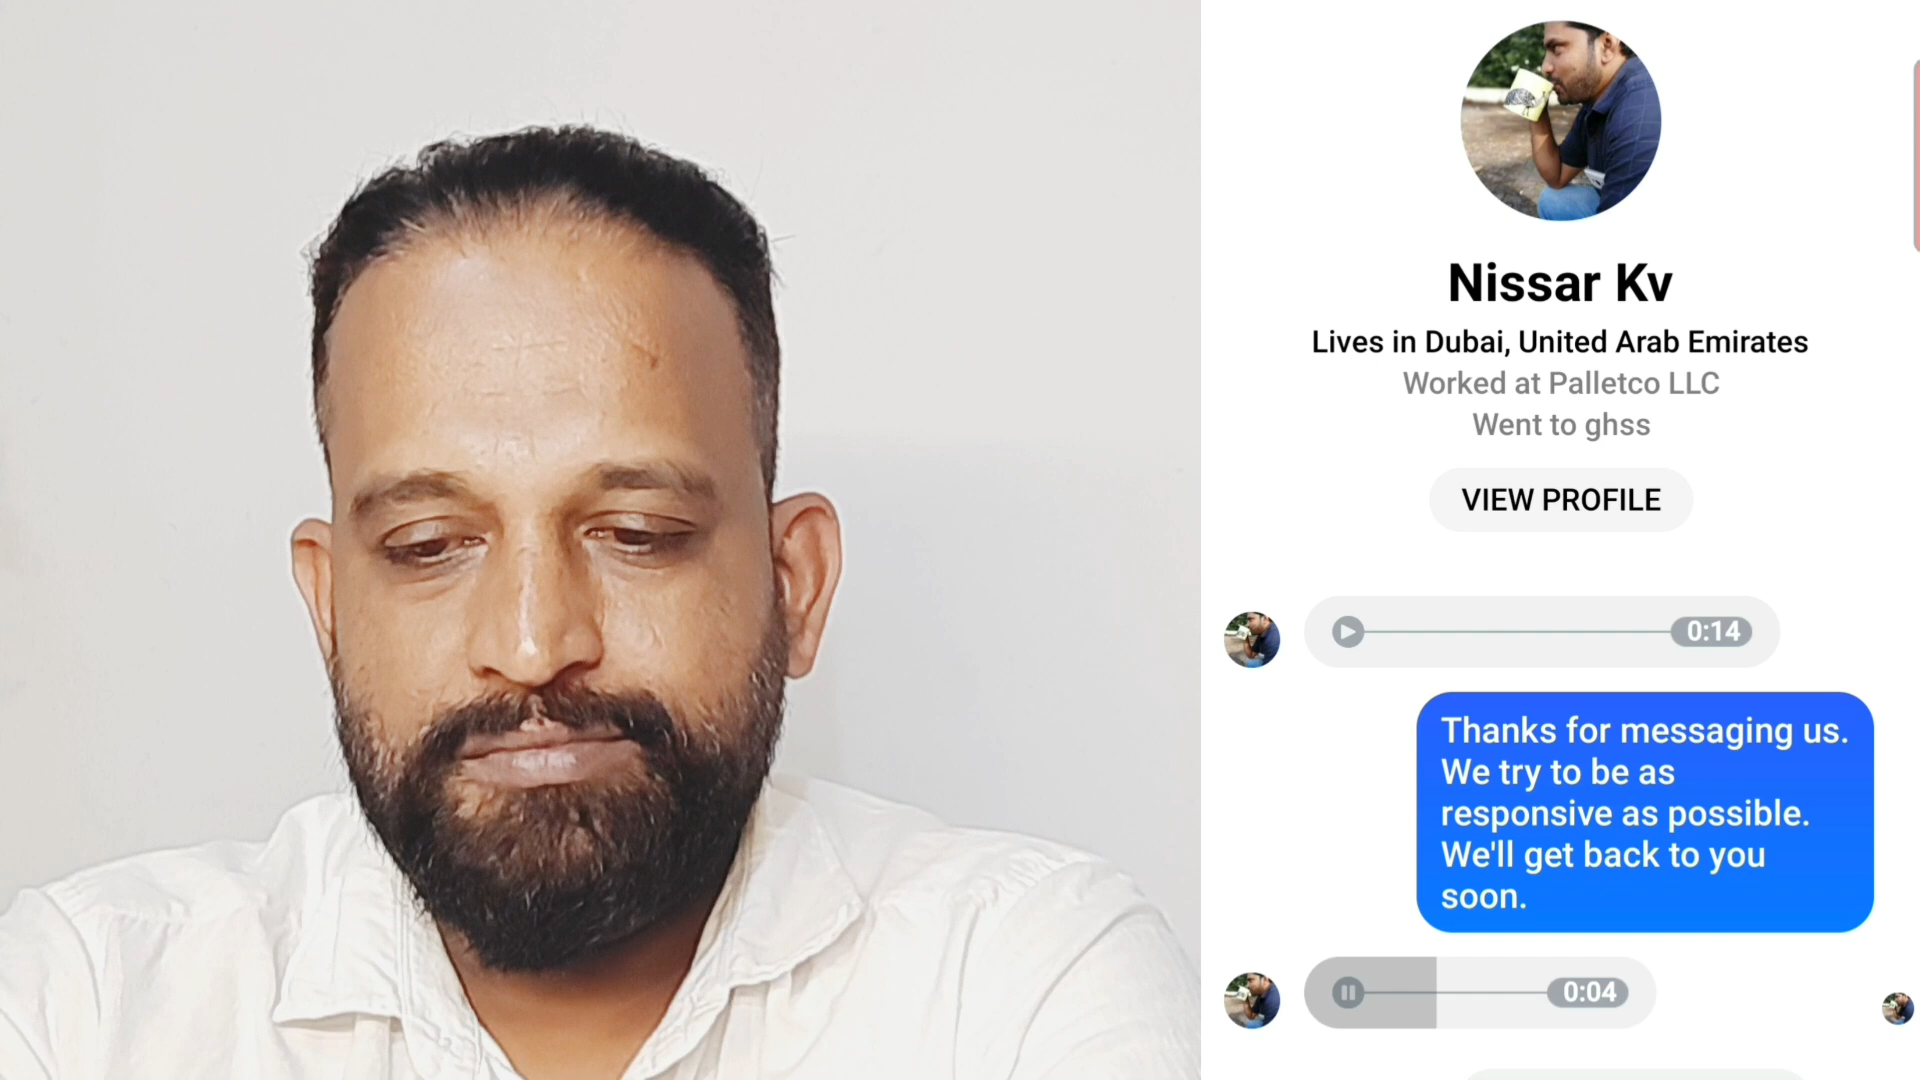 Nissar Kv
Lives in Dubai, United Arab Emirates
Worked at Palletco LLC
Went to ghss
VIEW PROFILE
0:14
Thanks for messaging us.
We try to be as
responsive as possible.
We'll get back to you
soon.
0:04